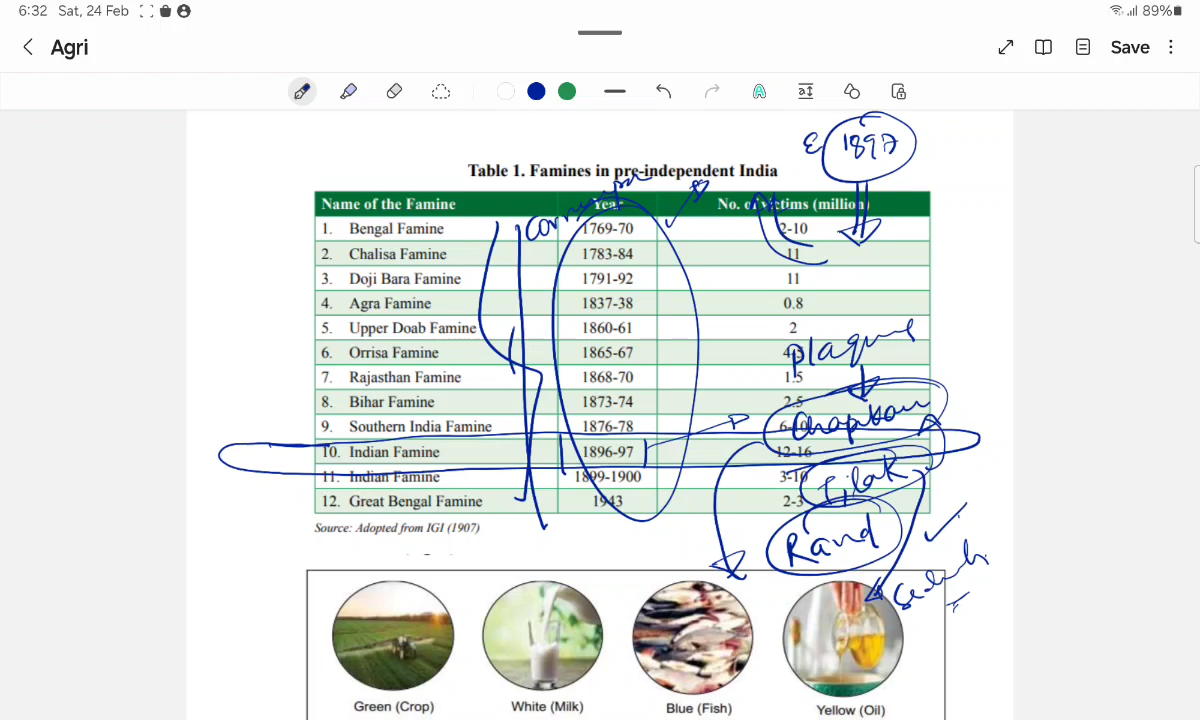 6:32 Sat, 24 Feb 89%
Agri Save
1897
Table 1. Famines in pre-independent India
Name of the Famine Year No. of victims (million)
1. Bengal Famine 1769-70 2-10
2. Chalisa Famine 1783-84 11
3. Doji Bara Famine 1791-92 11
4. Agra Famine 1837-38 0.8
5. Upper Doab Famine 1860-61 2
6. Orrisa Famine 1865-67
plague
7. Rajasthan Famine 1868-70 1.5
8. Bihar Famine 1873-74 2.5
9. Southern India Famine 1876-78 6-10
10. Indian Famine 1896-97 12-16
11. Indian Famine 1899-1900 3-10
Tilak
12. Great Bengal Famine 1943 2-3
Source: Adopted from IGI (1907)
Rand
Green (Crop) White (Milk) Blue (Fish) Yellow (Oil)